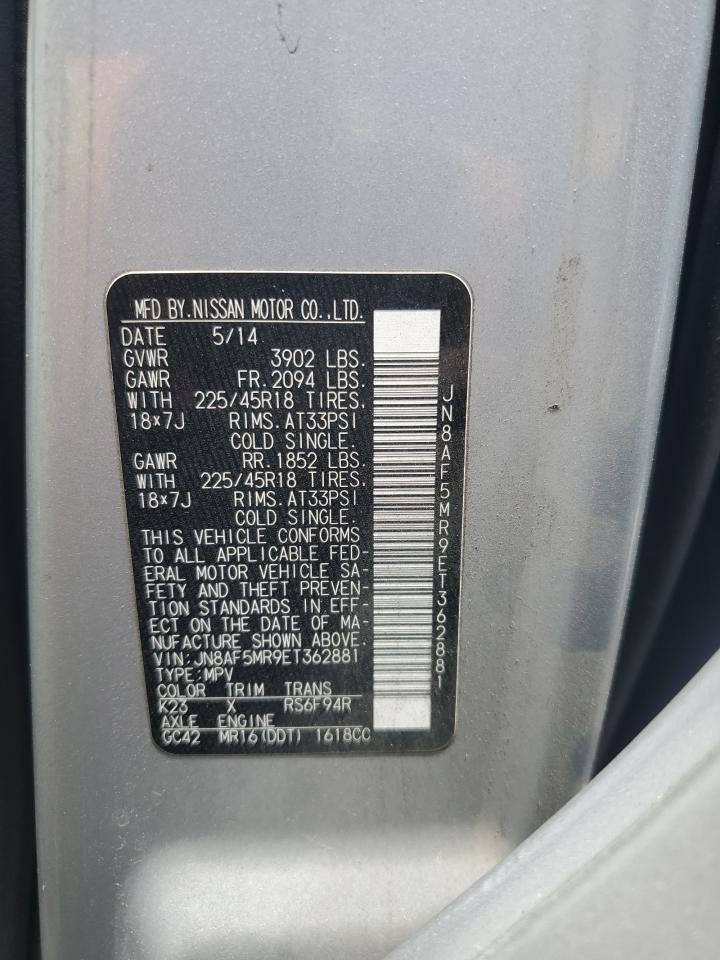 MFD BY.NISSAN MOTOR CO.,LTD.
DATE 5/14
GVWR 3902 LBS.
GAWR FR.2094 LBS.
WITH 225/45R18 TIRES.
18×7J RIMS.AT33PSI
COLD SINGLE.
GAWR RR.1852 LBS.
WITH 225/45R18 TIRES.
18×7J RIMS.AT33PSI
COLD SINGLE.
THIS VEHICLE CONFORMS
TO ALL APPLICABLE FED-
ERAL MOTOR VEHICLE SA-
FETY AND THEFT PREVEN-
TION STANDARDS IN EFF-
ECT ON THE DATE OF MA-
NUFACTURE SHOWN ABOVE.
VIN:JN8AF5MR9ET362881
TYPE:MPV
COLOR TRIM TRANS
K23 X RS6F94R
AXLE ENGINE
GC42 MR16(DDT) 1618CC
JN8AF5MR9ET362881